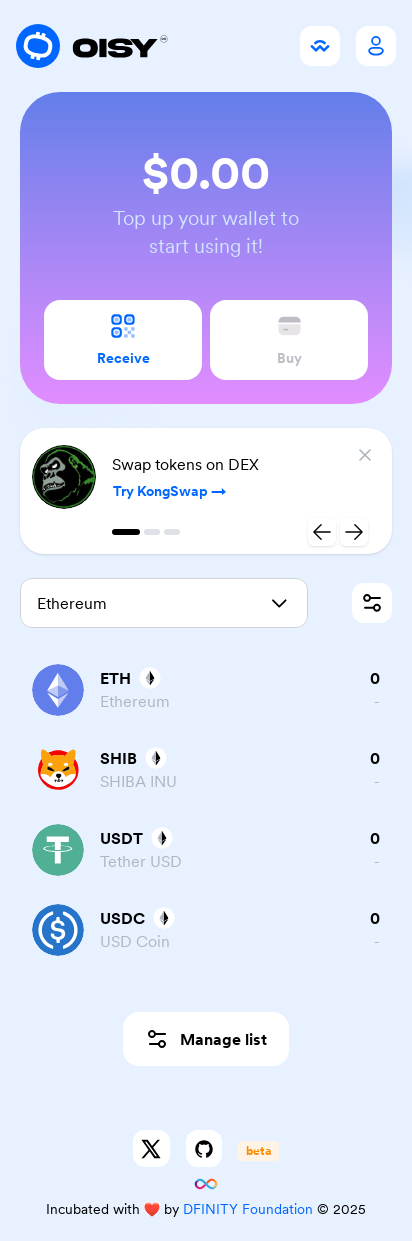 OISY
$0.00
Top up your wallet to
start using it!
Receive
Buy
Swap tokens on DEX
Try KongSwap →
Ethereum
ETH
0
Ethereum
-
SHIB
0
SHIBA INU
-
USDT
0
Tether USD
-
USDC
0
USD Coin
-
Manage list
beta
Incubated with ❤️ by DFINITY Foundation © 2025